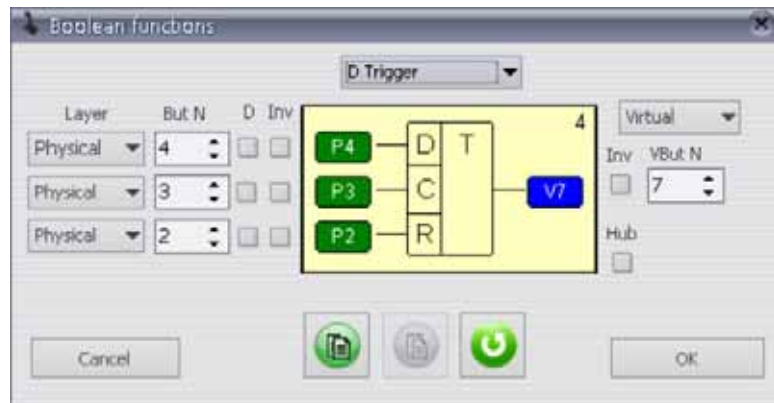 Boolean functions
D Trigger
Layer But N D Inv
Physical 4
Physical 3
Physical 2
4
P4 D T
P3 C V7
P2 R
Virtual
Inv VBut N
7
Hub
Cancel
OK